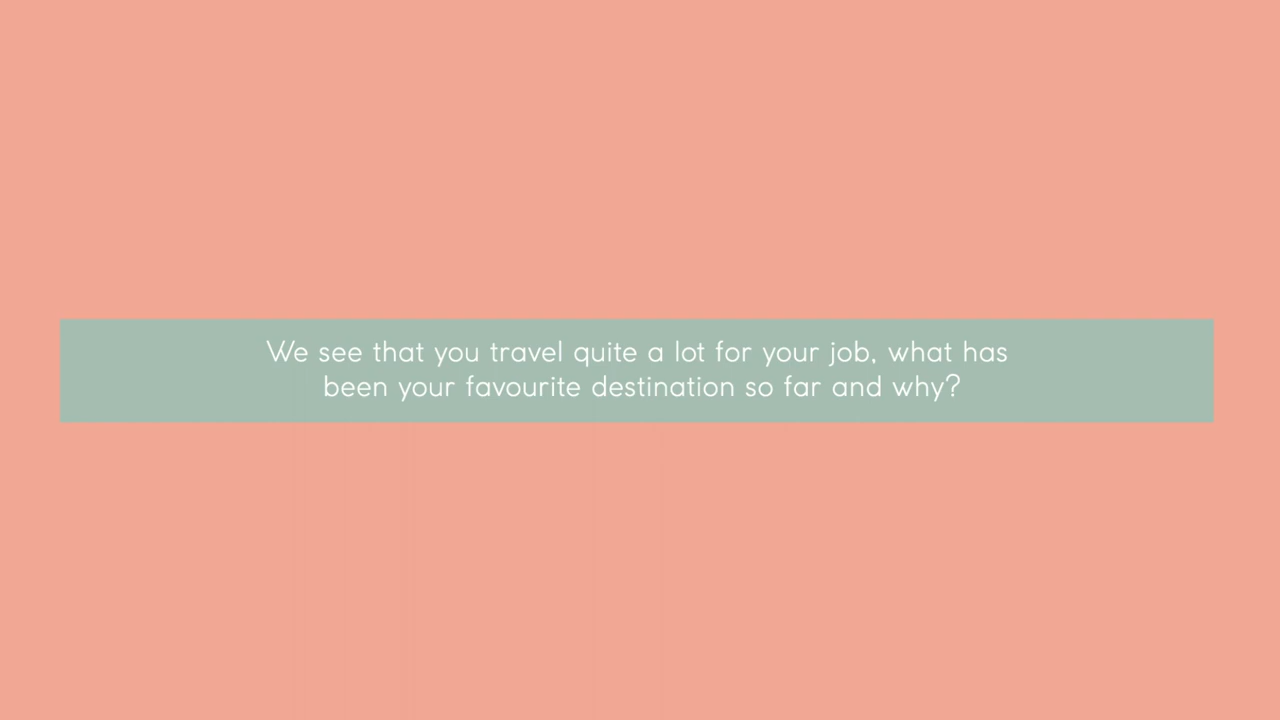 We see that you travel quite a lot for your job, what has
been your favourite destination so far and why?